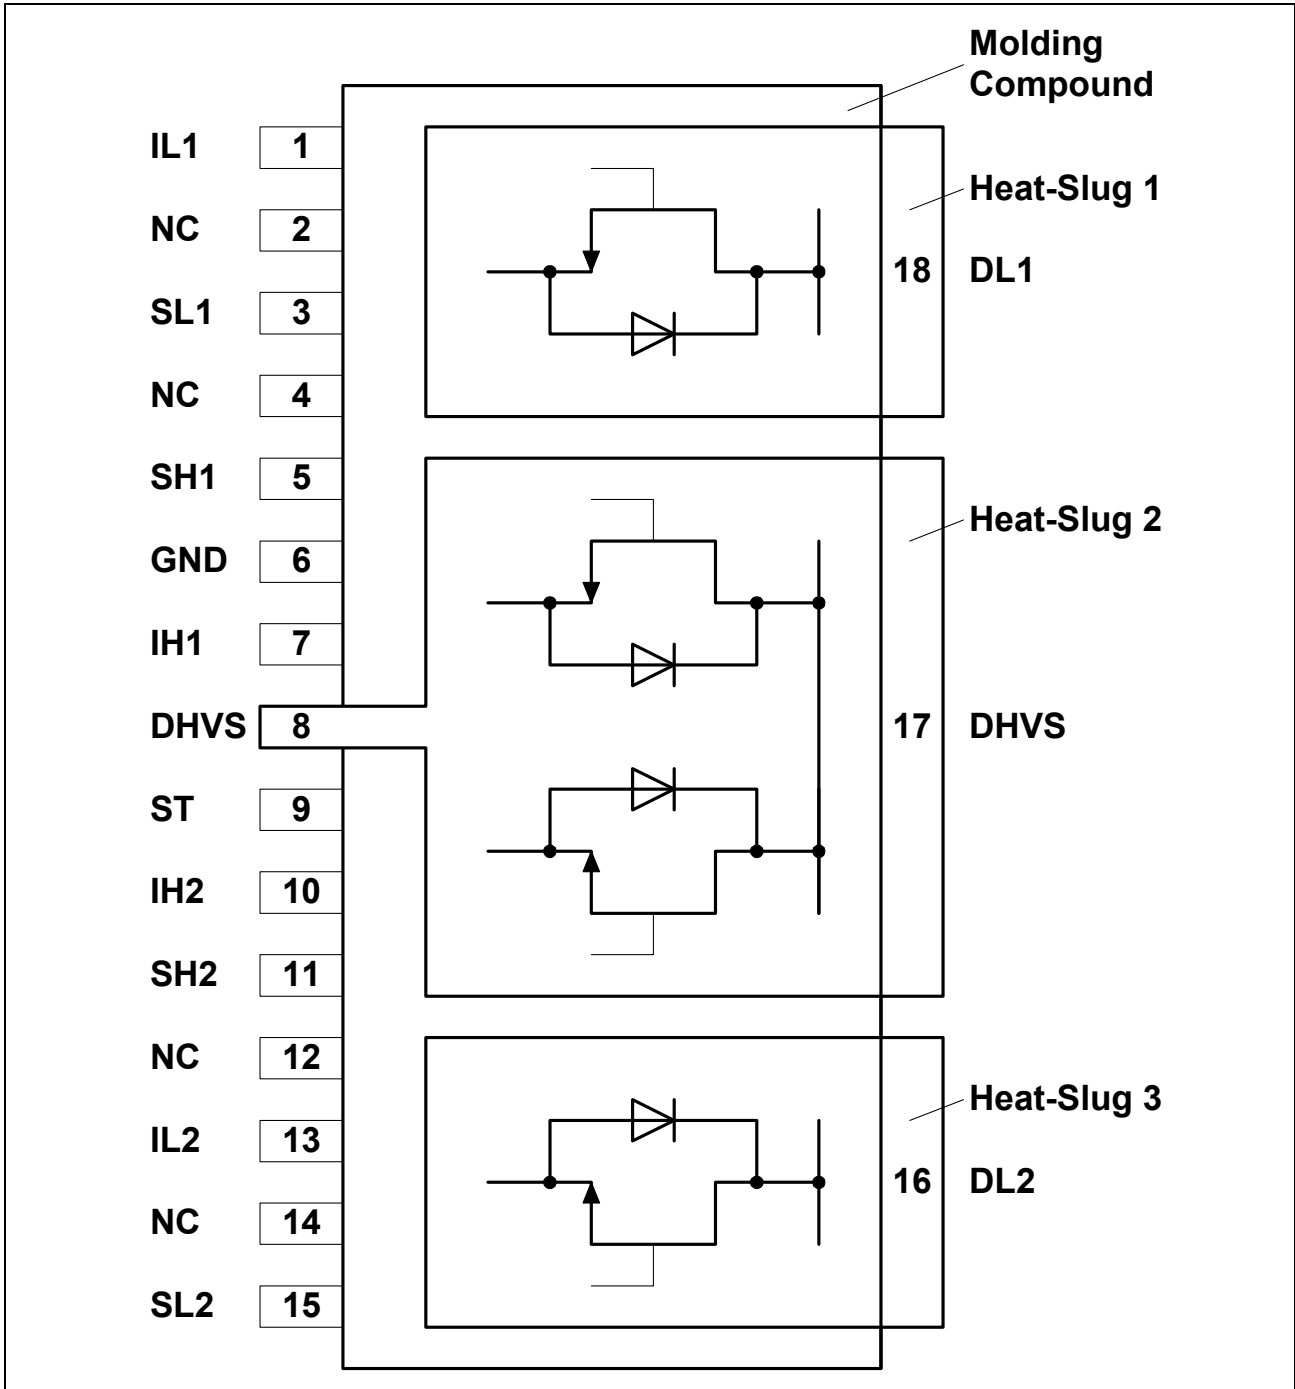 Molding
Compound
IL1 1
Heat-Slug 1
NC 2
18 DL1
SL1 3
NC 4
SH1 5
Heat-Slug 2
GND 6
IH1 7
DHVS 8
17 DHVS
ST 9
IH2 10
SH2 11
NC 12
Heat-Slug 3
IL2 13
16 DL2
NC 14
SL2 15